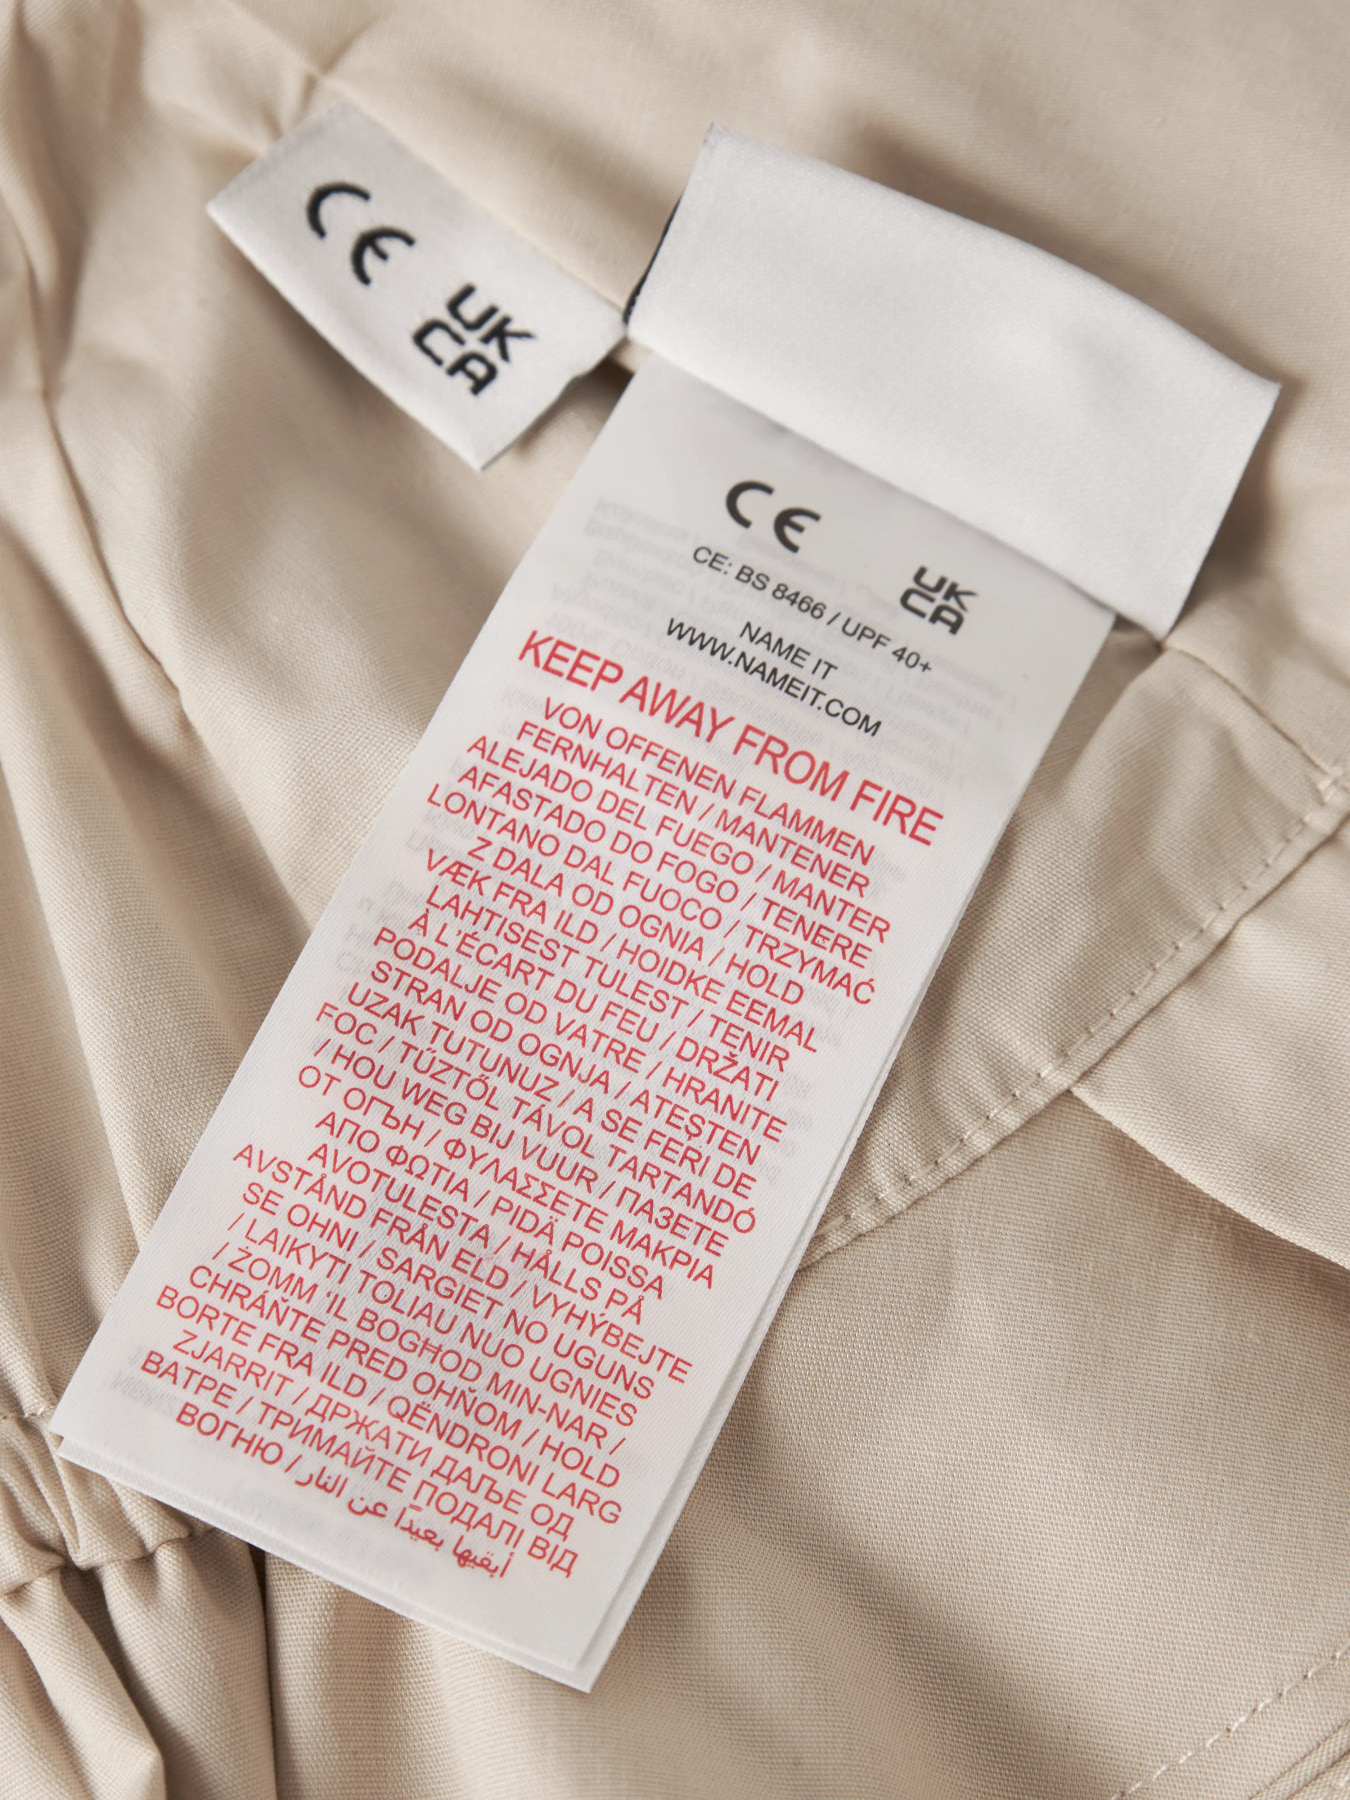 CE
UK
CA
CE
UK
CA
CE: BS 8466 / UPF 40+
NAME IT
WWW.NAMEIT.COM
KEEP AWAY FROM FIRE
VON OFFENEN FLAMMEN
FERNHALTEN / MANTENER
ALEJADO DEL FUEGO / MANTER
AFASTADO DO FOGO / TENERE
LONTANO DAL FUOCO / TRZYMAĆ
Z DALA OD OGNIA / HOLD
VÆK FRA ILD / HOIDKE EEMAL
LAHTISEST TULEST / TENIR
À L'ÉCART DU FEU / DRŽATI
PODALJE OD VATRE / HRANITE
STRAN OD OGNJA / ATEŞTEN
UZAK TUTUNUZ / A SE FERI DE
FOC / TŰZTŐL TÁVOL TARTANDÓ
/ HOU WEG BIJ VUUR / ПАЗЕТЕ
ОТ ОГЪН / ΦΥΛΑΣΣΕΤΕ ΜΑΚΡΙΑ
ΑΠΟ ΦΩΤΙΑ / PIDÄ POISSA
AVOTULESTA / HÅLLS PÅ
AVSTÅND FRÅN ELD / VYHÝBEJTE
SE OHNI / SARGIET NO UGUNS
/ LAIKYTI TOLIAU NUO UGNIES
/ ŻOMM 'IL BOGĦOD MIN-NAR /
CHRÁŇTE PRED OHŇOM / HOLD
BORTE FRA ILD / QËNDRONI LARG
ZJARRIT / ДРЖАТИ ДАЉЕ ОД
ВАТРЕ / ТРИМАЙТЕ ПОДАЛІ ВІД
ВОГНЮ / أبقيها بعيدًا عن النار